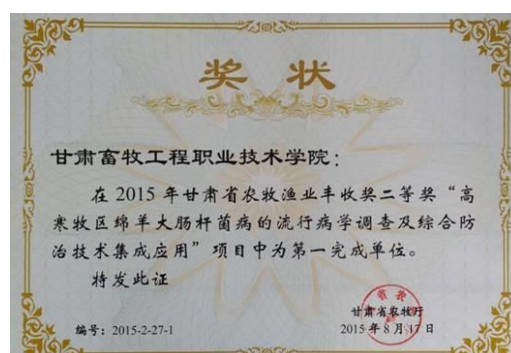 奖状
甘肃畜牧工程职业技术学院：
在2015年甘肃省农牧渔业丰收奖二等奖“高
寒牧区绵羊大肠杆菌病的流行病学调查及综合防
治技术集成应用”项目中为第一完成单位。
特发此证
甘肃省农牧厅
编号：2015-2-27-1
2015年8月17日